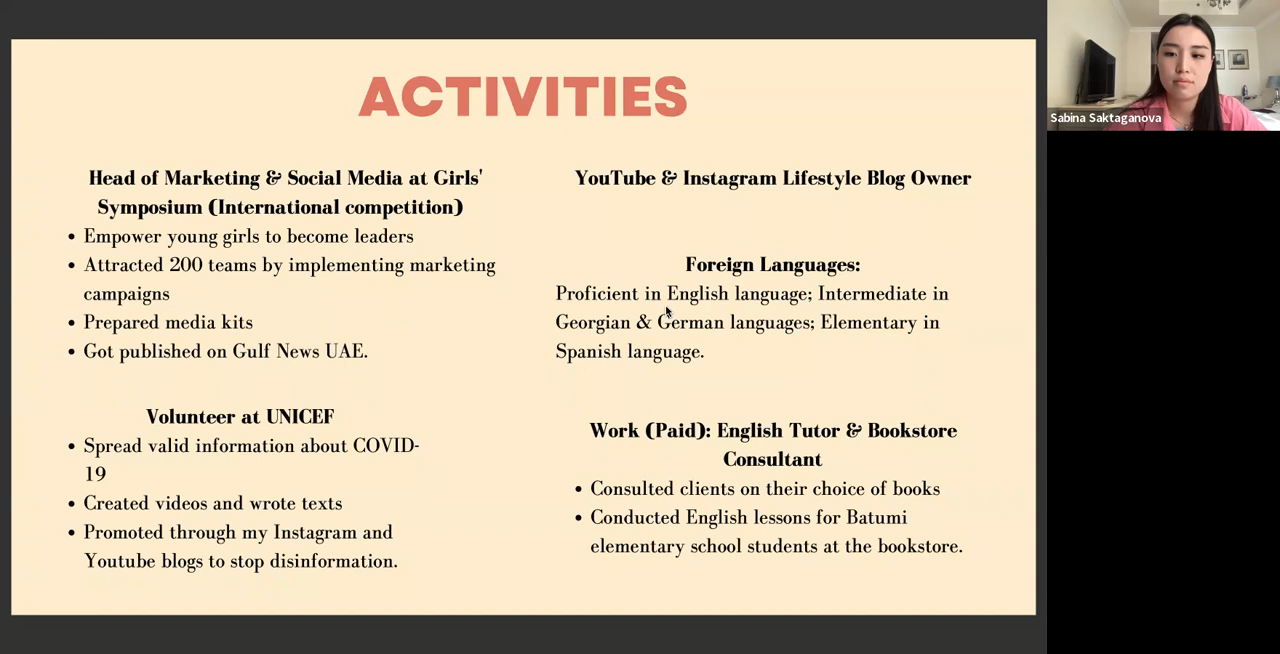 ACTIVITIES
Head of Marketing & Social Media at Girls'
Symposium (International competition)
• Empower young girls to become leaders
• Attracted 200 teams by implementing marketing
campaigns
• Prepared media kits
• Got published on Gulf News UAE.
Volunteer at UNICEF
• Spread valid information about COVID-
19
• Created videos and wrote texts
• Promoted through my Instagram and
Youtube blogs to stop disinformation.
YouTube & Instagram Lifestyle Blog Owner
Foreign Languages:
Proficient in English language; Intermediate in
Georgian & German languages; Elementary in
Spanish language.
Work (Paid): English Tutor & Bookstore
Consultant
• Consulted clients on their choice of books
• Conducted English lessons for Batumi
elementary school students at the bookstore.
Sabina Saktaganova